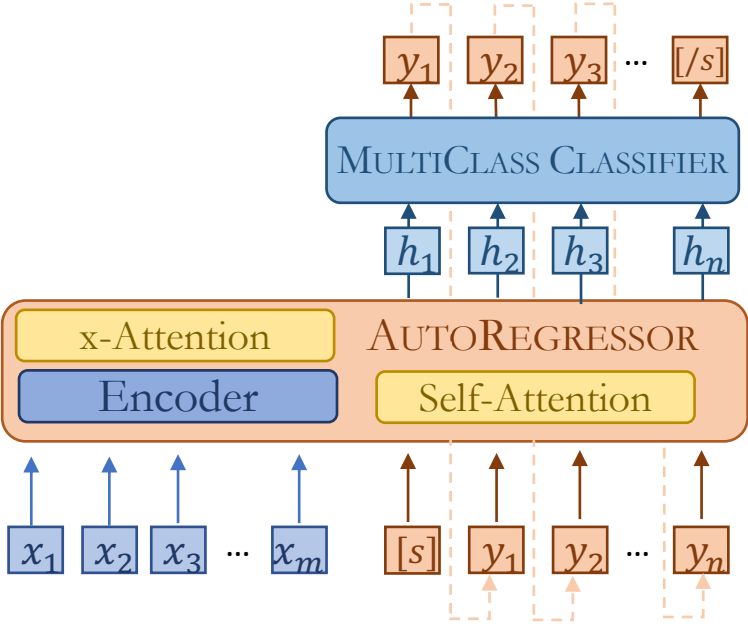 y₁ y₂ y₃ ... [/s]
MULTICLASS CLASSIFIER
h₁ h₂ h₃ hₙ
x-Attention AUTOREGRESSOR
Encoder Self-Attention
x₁ x₂ x₃ ... xₘ [s] y₁ y₂ ... yₙ